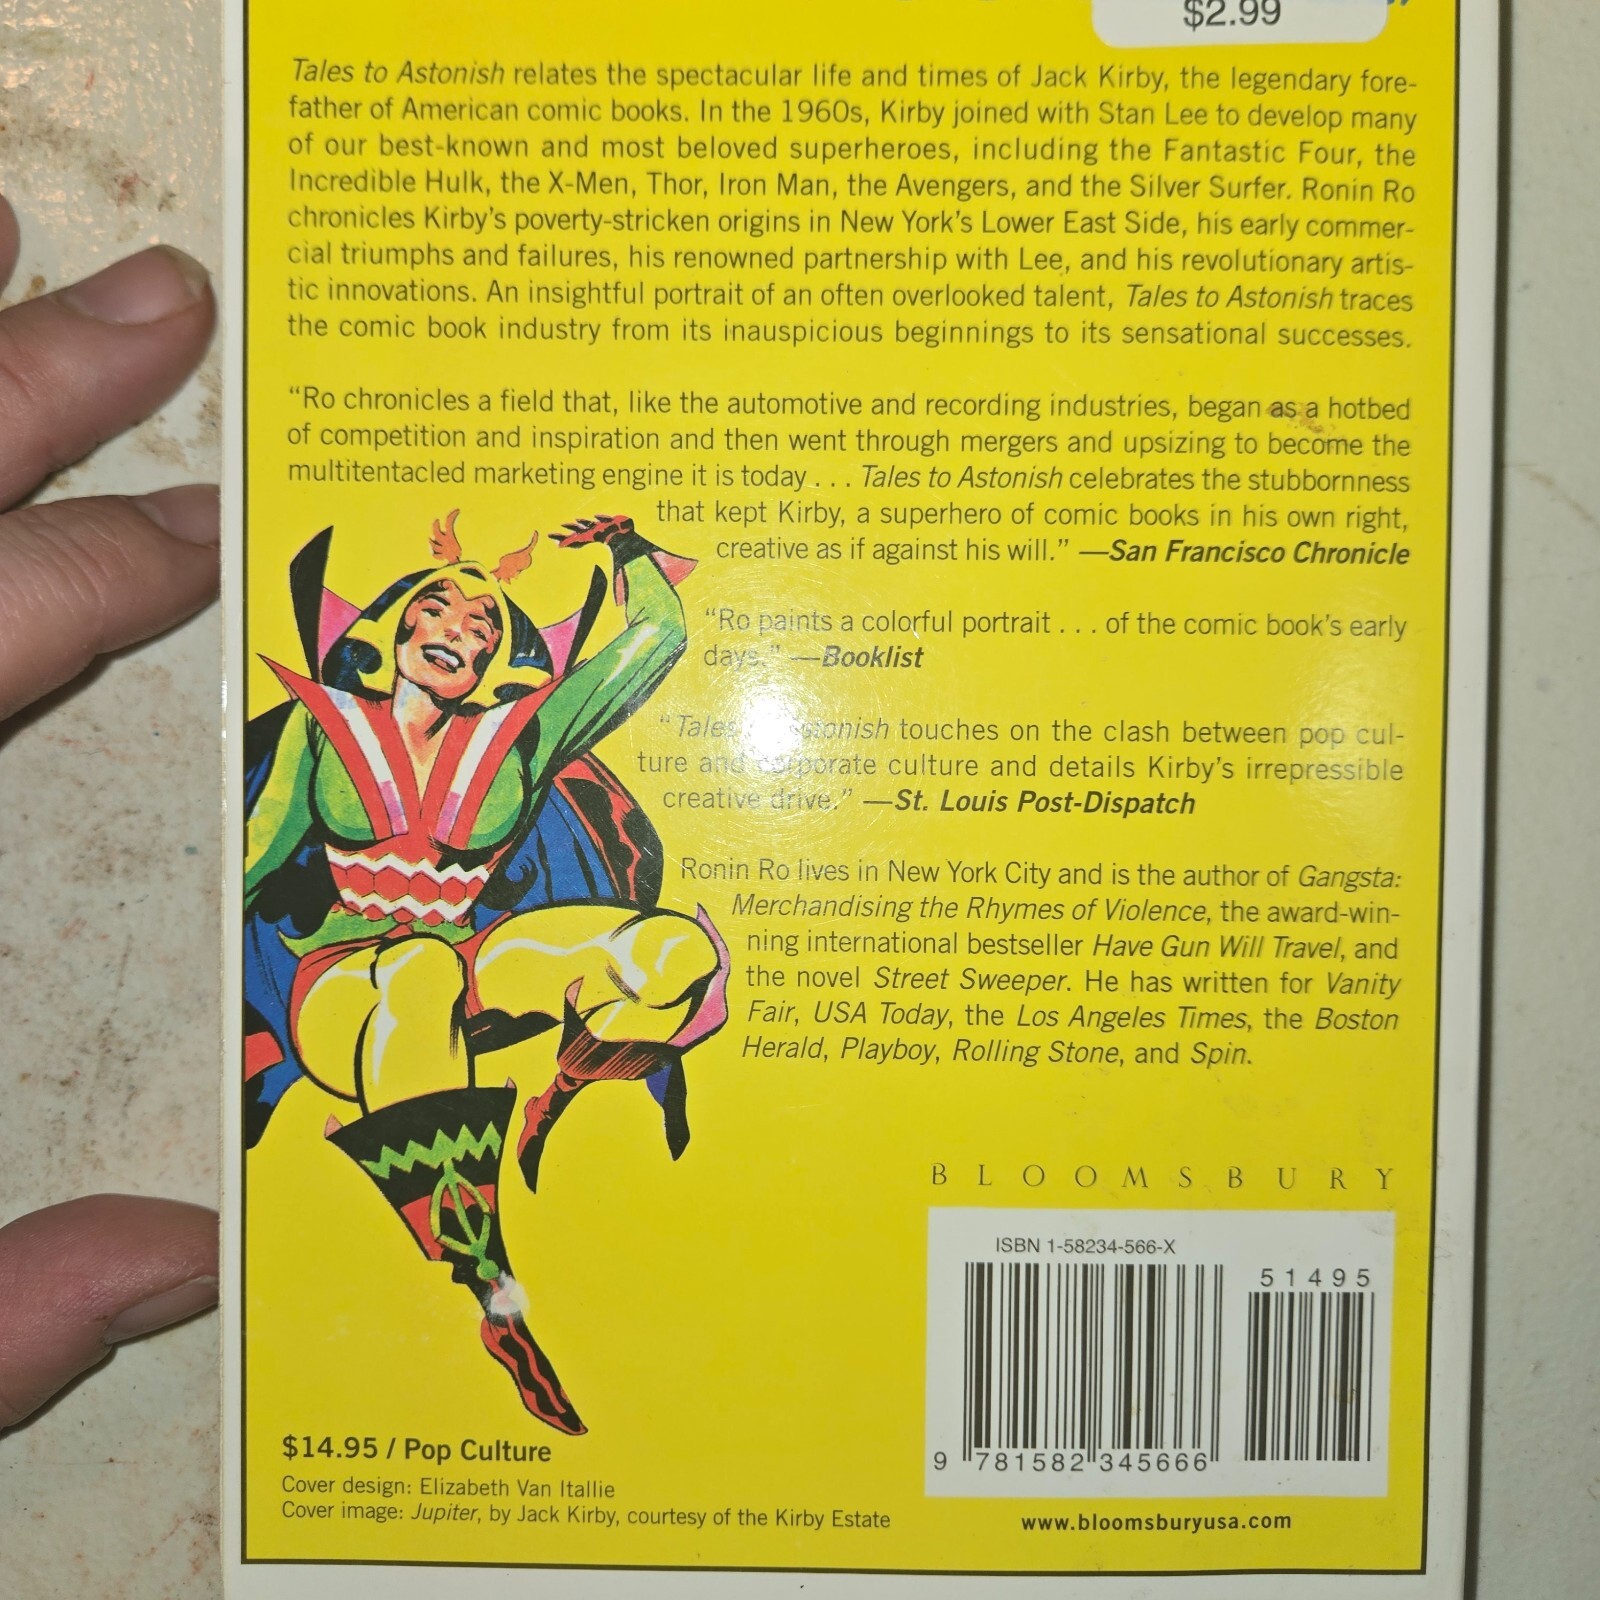 $2.99
Tales to Astonish relates the spectacular life and times of Jack Kirby, the legendary fore-
father of American comic books. In the 1960s, Kirby joined with Stan Lee to develop many
of our best-known and most beloved superheroes, including the Fantastic Four, the
Incredible Hulk, the X-Men, Thor, Iron Man, the Avengers, and the Silver Surfer. Ronin Ro
chronicles Kirby's poverty-stricken origins in New York's Lower East Side, his early commer-
cial triumphs and failures, his renowned partnership with Lee, and his revolutionary artis-
tic innovations. An insightful portrait of an often overlooked talent, Tales to Astonish traces
the comic book industry from its inauspicious beginnings to its sensational successes.
“Ro chronicles a field that, like the automotive and recording industries, began as a hotbed
of competition and inspiration and then went through mergers and upsizing to become the
multitentacled marketing engine it is today . . . Tales to Astonish celebrates the stubbornness
that kept Kirby, a superhero of comic books in his own right,
creative as if against his will.” —San Francisco Chronicle
“Ro paints a colorful portrait . . . of the comic book's early
days.” —Booklist
“Tales to Astonish touches on the clash between pop cul-
ture and corporate culture and details Kirby's irrepressible
creative drive.” —St. Louis Post-Dispatch
Ronin Ro lives in New York City and is the author of Gangsta:
Merchandising the Rhymes of Violence, the award-win-
ning international bestseller Have Gun Will Travel, and
the novel Street Sweeper. He has written for Vanity
Fair, USA Today, the Los Angeles Times, the Boston
Herald, Playboy, Rolling Stone, and Spin.
BLOOMSBURY
ISBN 1-58234-566-X
51495
9 781582 345666
$14.95 / Pop Culture
Cover design: Elizabeth Van Itallie
Cover image: Jupiter, by Jack Kirby, courtesy of the Kirby Estate
www.bloomsburyusa.com